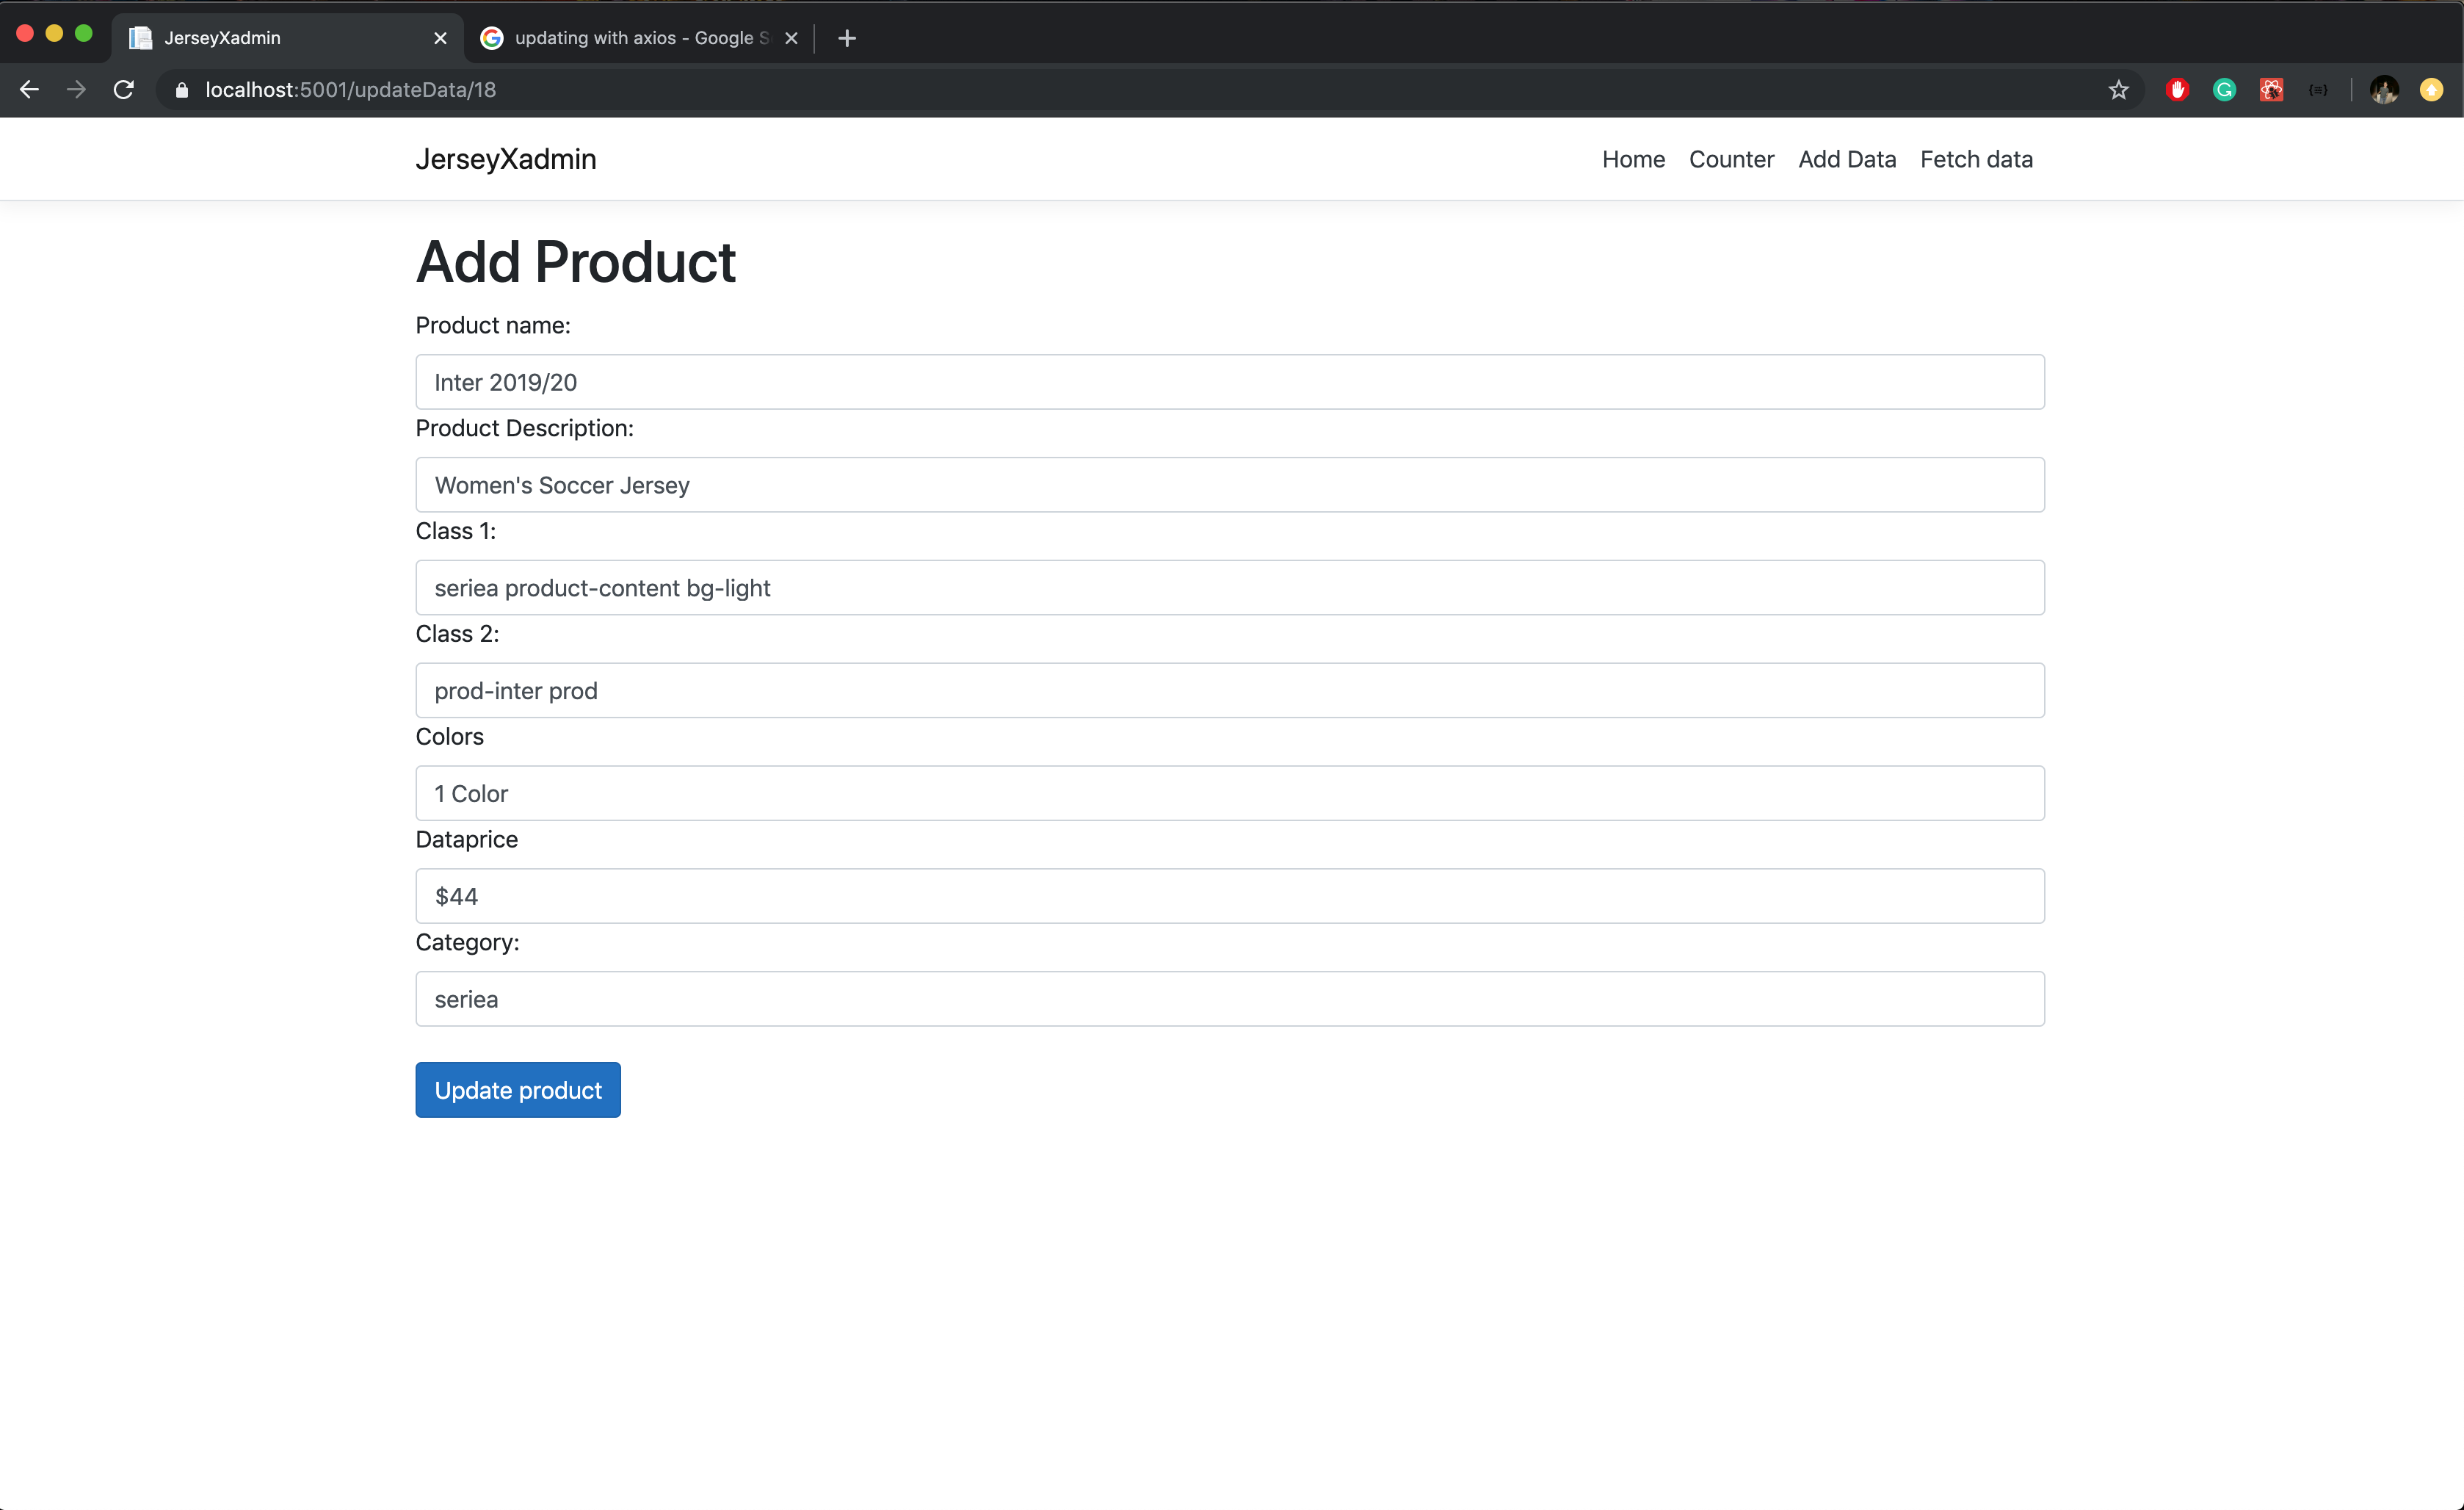 JerseyXadmin
updating with axios - Google S
localhost:5001/updateData/18
JerseyXadmin
Home Counter Add Data Fetch data
Add Product
Product name:
Inter 2019/20
Product Description:
Women's Soccer Jersey
Class 1:
seriea product-content bg-light
Class 2:
prod-inter prod
Colors
1 Color
Dataprice
$44
Category:
seriea
Update product